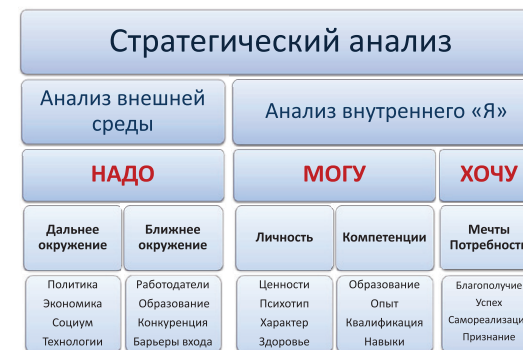 Стратегический анализ
Анализ внешней
среды
Анализ внутреннего «Я»
НАДО
МОГУ
ХОЧУ
Дальнее
окружение
Ближнее
окружение
Личность
Компетенции
Мечты
Потребност
Политика
Экономика
Социум
Технологии
Работодатели
Образование
Конкуренция
Барьеры входа
Ценности
Психотип
Характер
Здоровье
Образование
Опыт
Квалификация
Навыки
Благополучие
Успех
Самореализаци
Признание